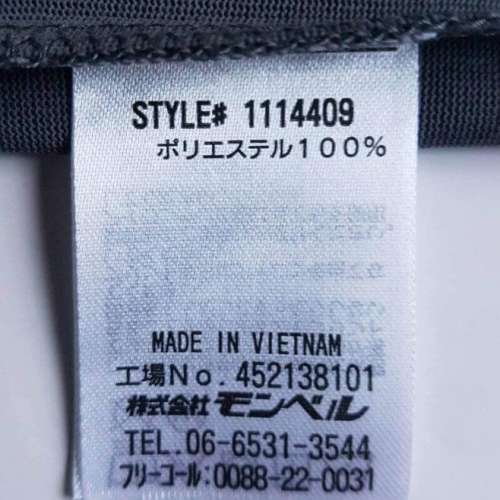 STYLE# 1114409
ポリエステル100%
MADE IN VIETNAM
工場No. 452138101
株式会社 モンベル
TEL. 06-6531-3544
フリーコール:0088-22-0031